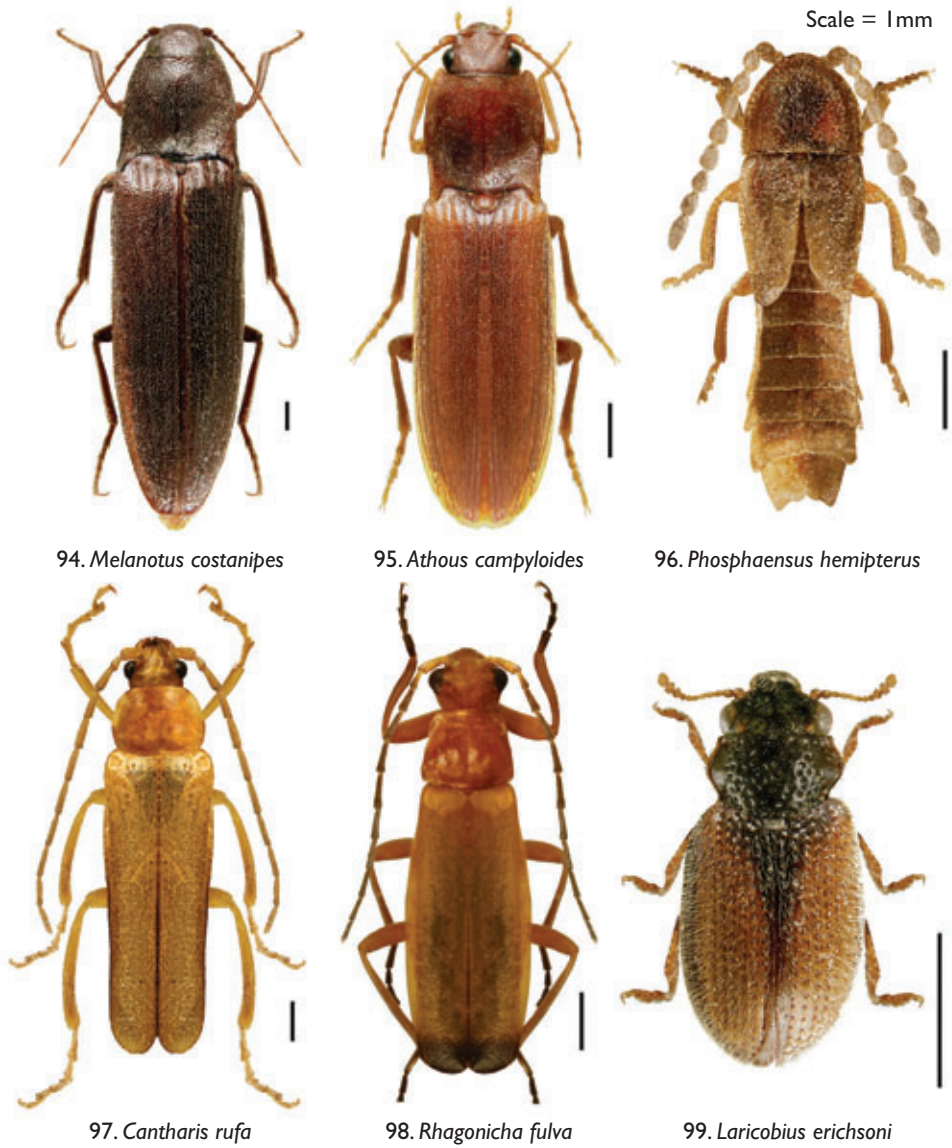 Scale = 1mm
94. Melanotus costanipes
95. Athous campyloides
96. Phosphaensus hemipterus
97. Cantharis rufa
98. Rhagonicha fulva
99. Laricobius erichsoni